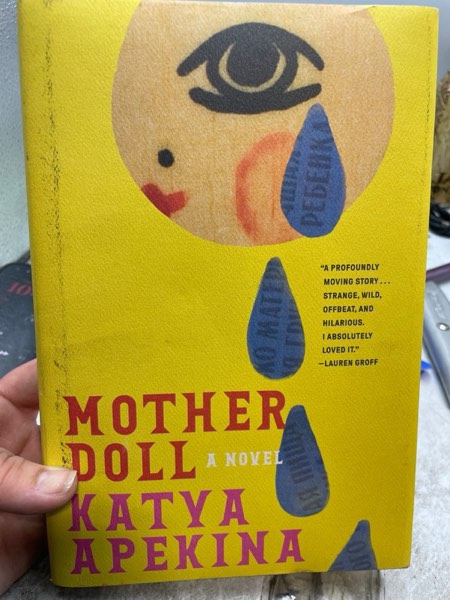 РЕБЕНКА
"A PROFOUNDLY
MOVING STORY . . .
STRANGE, WILD,
OFFBEAT, AND
HILARIOUS.
I ABSOLUTELY
LOVED IT."
—LAUREN GROFF
MOTHER
DOLL A NOVEL
KATYA
APEKINA